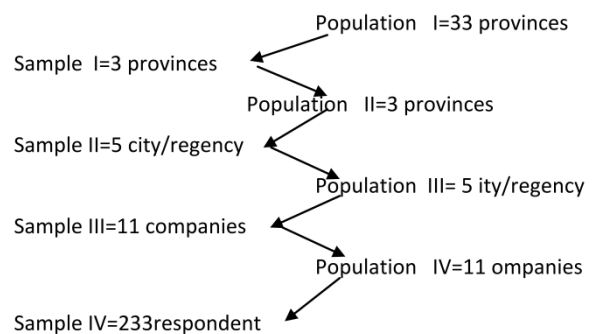 Population I=33 provinces
Sample I=3 provinces
Population II=3 provinces
Sample II=5 city/regency
Population III= 5 ity/regency
Sample III=11 companies
Population IV=11 ompanies
Sample IV=233respondent